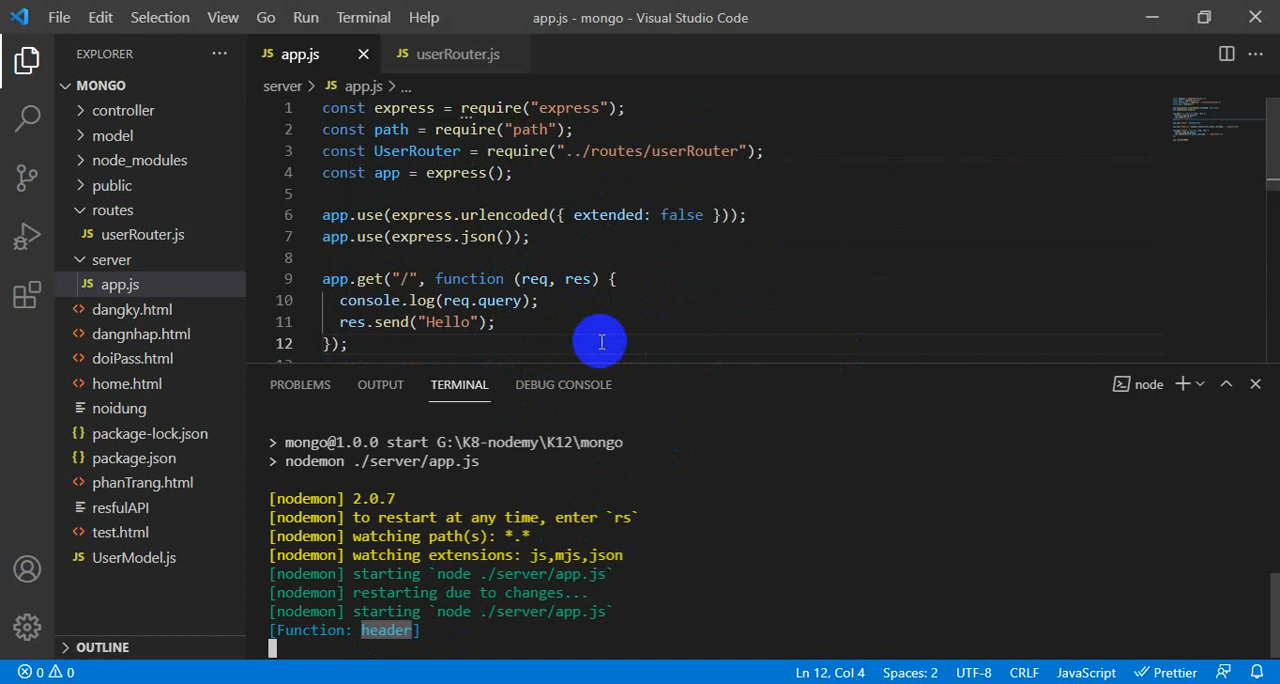 File Edit Selection View Go Run Terminal Help
app.js - mongo - Visual Studio Code
EXPLORER
MONGO
controller
model
node_modules
public
routes
JS userRouter.js
server
JS app.js
<> dangky.html
<> dangnhap.html
<> doiPass.html
<> home.html
noidung
{} package-lock.json
{} package.json
<> phanTrang.html
resfulAPI
<> test.html
JS UserModel.js
OUTLINE
JS app.js
JS userRouter.js
server > JS app.js > ...
1 const express = require("express");
2 const path = require("path");
3 const UserRouter = require("../routes/userRouter");
4 const app = express();
5
6 app.use(express.urlencoded({ extended: false }));
7 app.use(express.json());
8
9 app.get("/", function (req, res) {
10 console.log(req.query);
11 res.send("Hello");
12 });
PROBLEMS OUTPUT TERMINAL DEBUG CONSOLE
node
> mongo@1.0.0 start G:\K8-nodemy\K12\mongo
> nodemon ./server/app.js
[nodemon] 2.0.7
[nodemon] to restart at any time, enter `rs`
[nodemon] watching path(s): *.*
[nodemon] watching extensions: js,mjs,json
[nodemon] starting `node ./server/app.js`
[nodemon] restarting due to changes...
[nodemon] starting `node ./server/app.js`
[Function: header]
0 0
Ln 12, Col 4 Spaces: 2 UTF-8 CRLF JavaScript Prettier